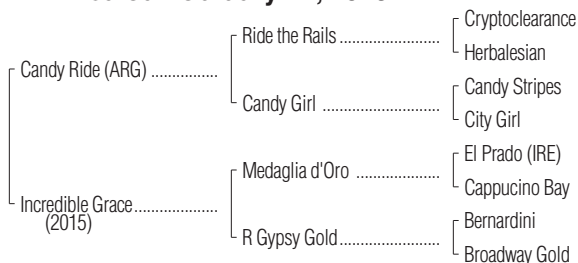 Cryptoclearance
Ride the Rails
Herbalesian
Candy Ride (ARG)
Candy Stripes
Candy Girl
City Girl
El Prado (IRE)
Medaglia d'Oro
Cappucino Bay
Incredible Grace
(2015)
Bernardini
R Gypsy Gold
Broadway Gold